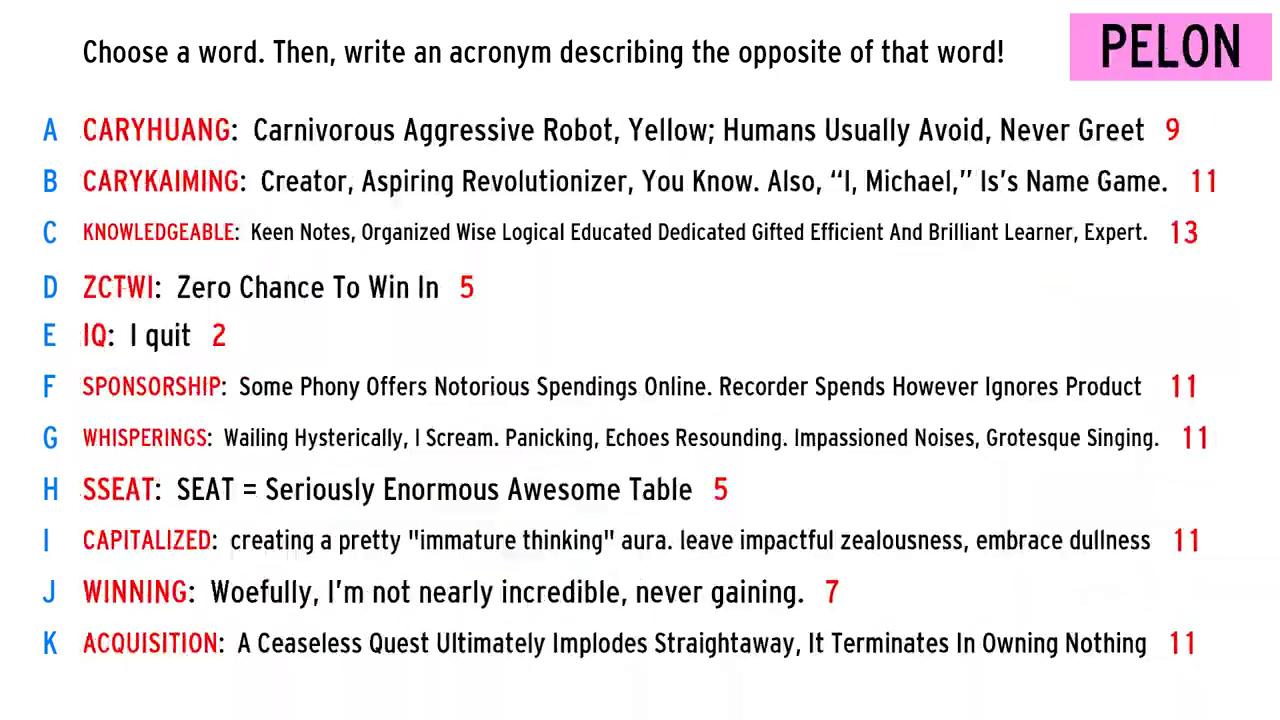 Choose a word. Then, write an acronym describing the opposite of that word!
PELON
A CARYHUANG: Carnivorous Aggressive Robot, Yellow; Humans Usually Avoid, Never Greet 9
B CARYKAIMING: Creator, Aspiring Revolutionizer, You Know. Also, “I, Michael,” Is’s Name Game. 11
C KNOWLEDGEABLE: Keen Notes, Organized Wise Logical Educated Dedicated Gifted Efficient And Brilliant Learner, Expert. 13
D ZCTWI: Zero Chance To Win In 5
E IQ: I quit 2
F SPONSORSHIP: Some Phony Offers Notorious Spendings Online. Recorder Spends However Ignores Product 11
G WHISPERINGS: Wailing Hysterically, I Scream. Panicking, Echoes Resounding. Impassioned Noises, Grotesque Singing. 11
H SSEAT: SEAT = Seriously Enormous Awesome Table 5
I CAPITALIZED: creating a pretty "immature thinking" aura. leave impactful zealousness, embrace dullness 11
J WINNING: Woefully, I’m not nearly incredible, never gaining. 7
K ACQUISITION: A Ceaseless Quest Ultimately Implodes Straightaway, It Terminates In Owning Nothing 11